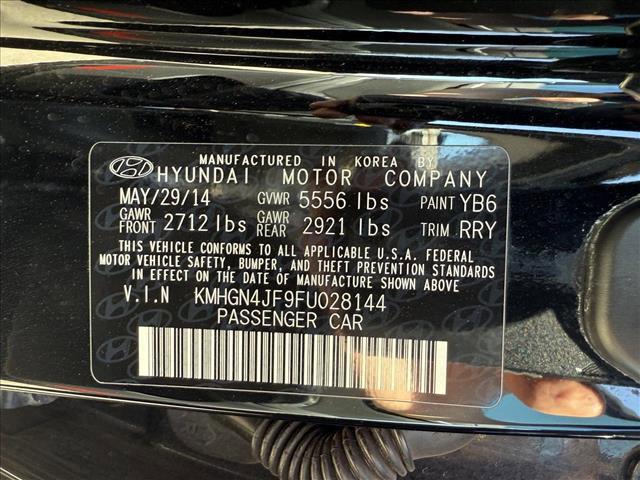 MANUFACTURED IN KOREA BY
HYUNDAI MOTOR COMPANY
MAY/29/14 GVWR 5556 lbs PAINT YB6
GAWR FRONT 2712 lbs GAWR REAR 2921 lbs TRIM RRY
THIS VEHICLE CONFORMS TO ALL APPLICABLE U.S.A. FEDERAL
MOTOR VEHICLE SAFETY, BUMPER, AND THEFT PREVENTION STANDARDS
IN EFFECT ON THE DATE OF MANUFACTURE SHOWN ABOVE
V.I.N KMHGN4JF9FU028144
PASSENGER CAR